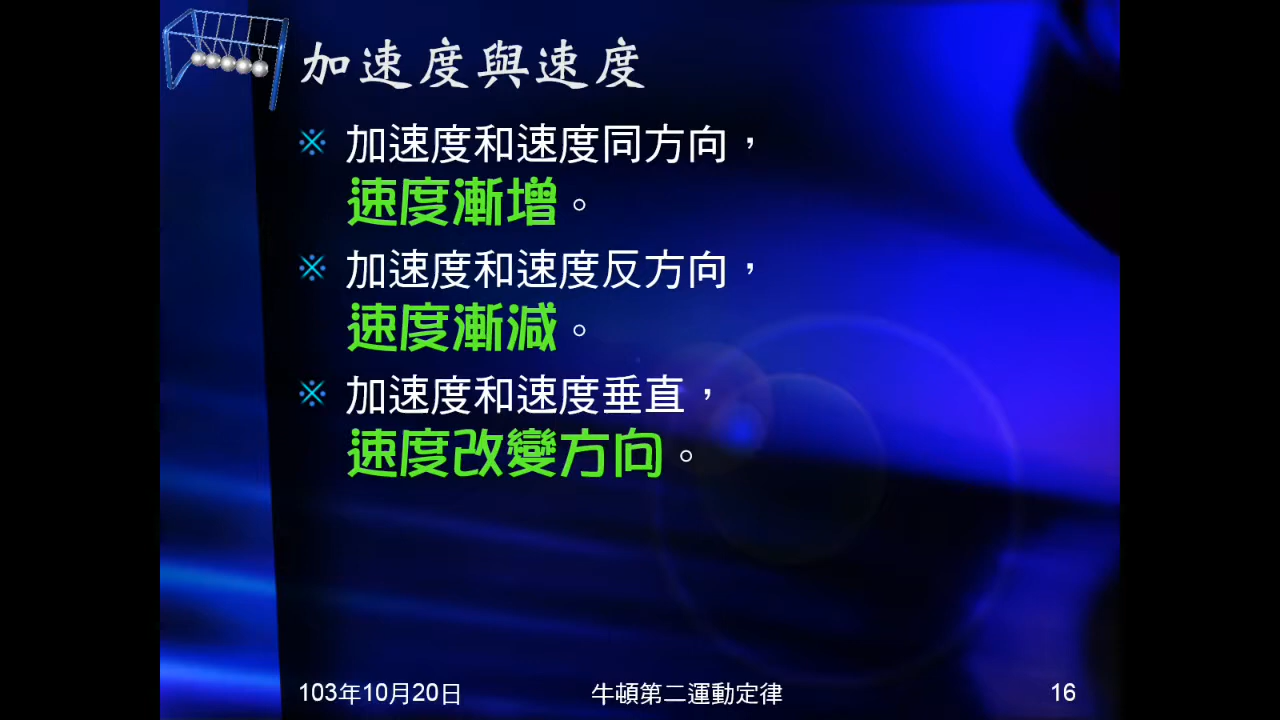 加速度與速度
※ 加速度和速度同方向，
速度漸增。
※ 加速度和速度反方向，
速度漸減。
※ 加速度和速度垂直，
速度改變方向。
103年10月20日
牛頓第二運動定律
16